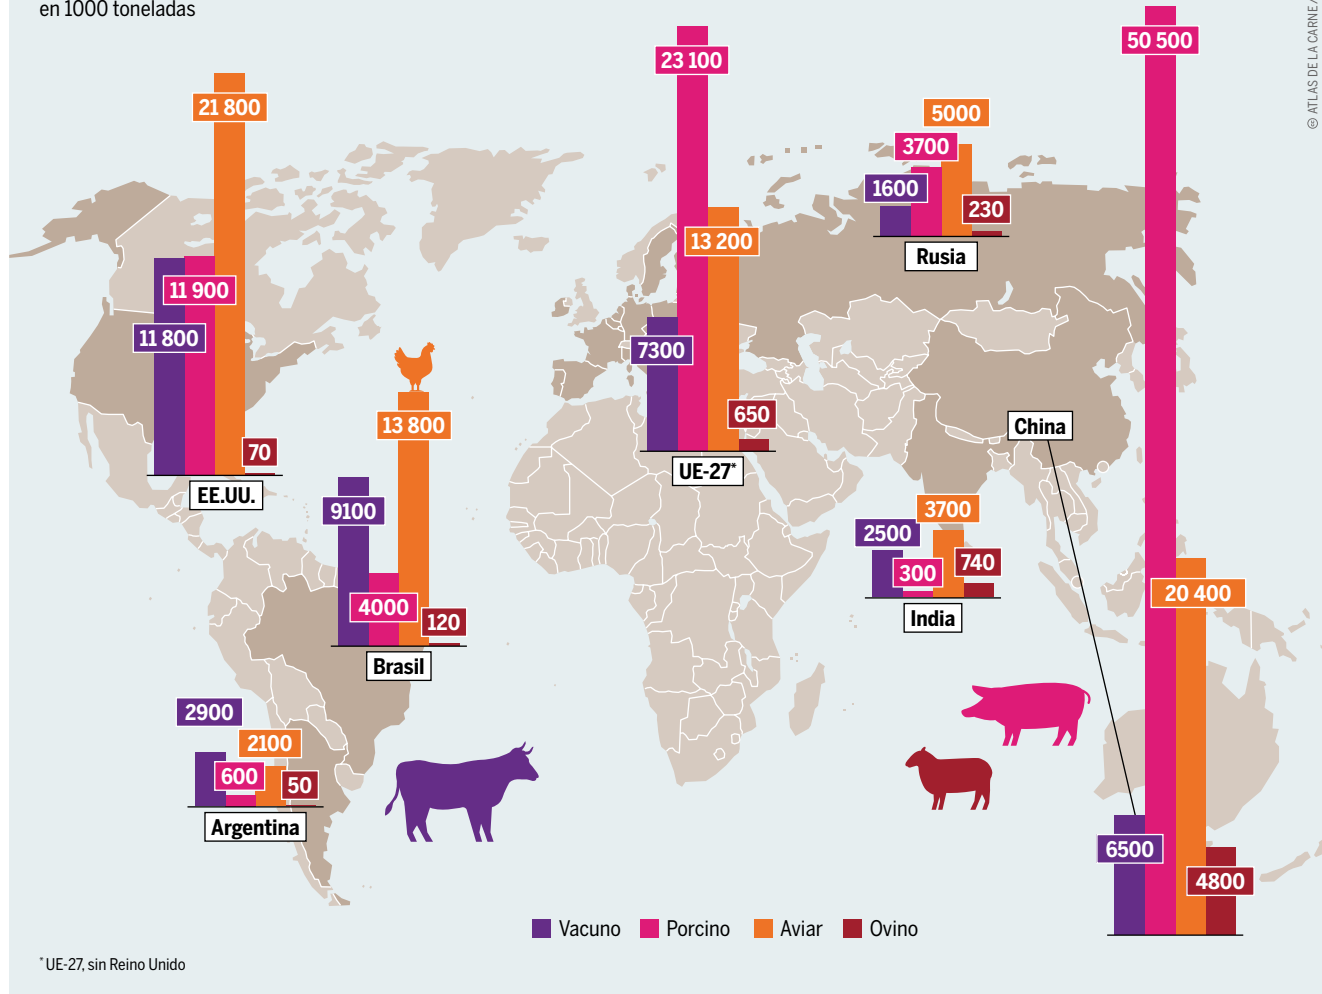 en 1000 toneladas
© ATLAS DE LA CARNE/
21 800
11 900
11 800
70
EE.UU.
13 800
9100
4000
120
Brasil
2900
2100
600
50
Argentina
23 100
13 200
7300
650
UE-27*
5000
3700
1600
230
Rusia
3700
2500
740
300
India
China
50 500
20 400
6500
4800
Vacuno
Porcino
Aviar
Ovino
* UE-27, sin Reino Unido